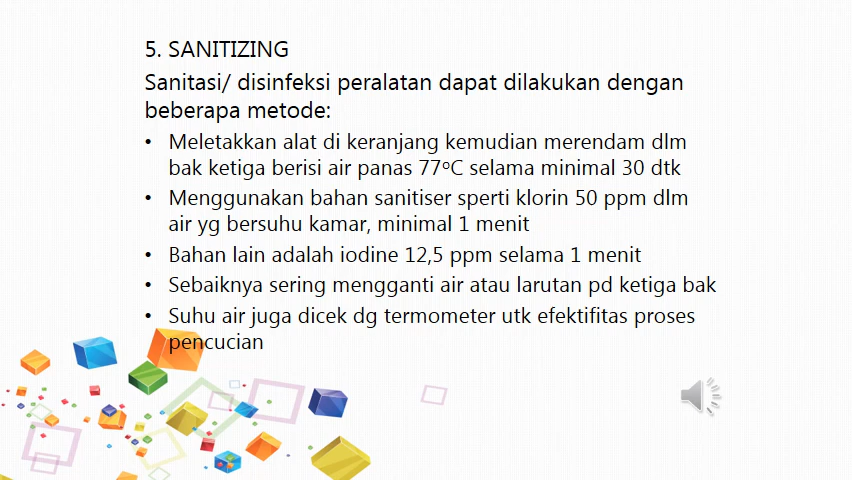 5. SANITIZING
Sanitasi/ disinfeksi peralatan dapat dilakukan dengan
beberapa metode:
• Meletakkan alat di keranjang kemudian merendam dlm
bak ketiga berisi air panas 77ºC selama minimal 30 dtk
• Menggunakan bahan sanitiser sperti klorin 50 ppm dlm
air yg bersuhu kamar, minimal 1 menit
• Bahan lain adalah iodine 12,5 ppm selama 1 menit
• Sebaiknya sering mengganti air atau larutan pd ketiga bak
• Suhu air juga dicek dg termometer utk efektifitas proses
pencucian